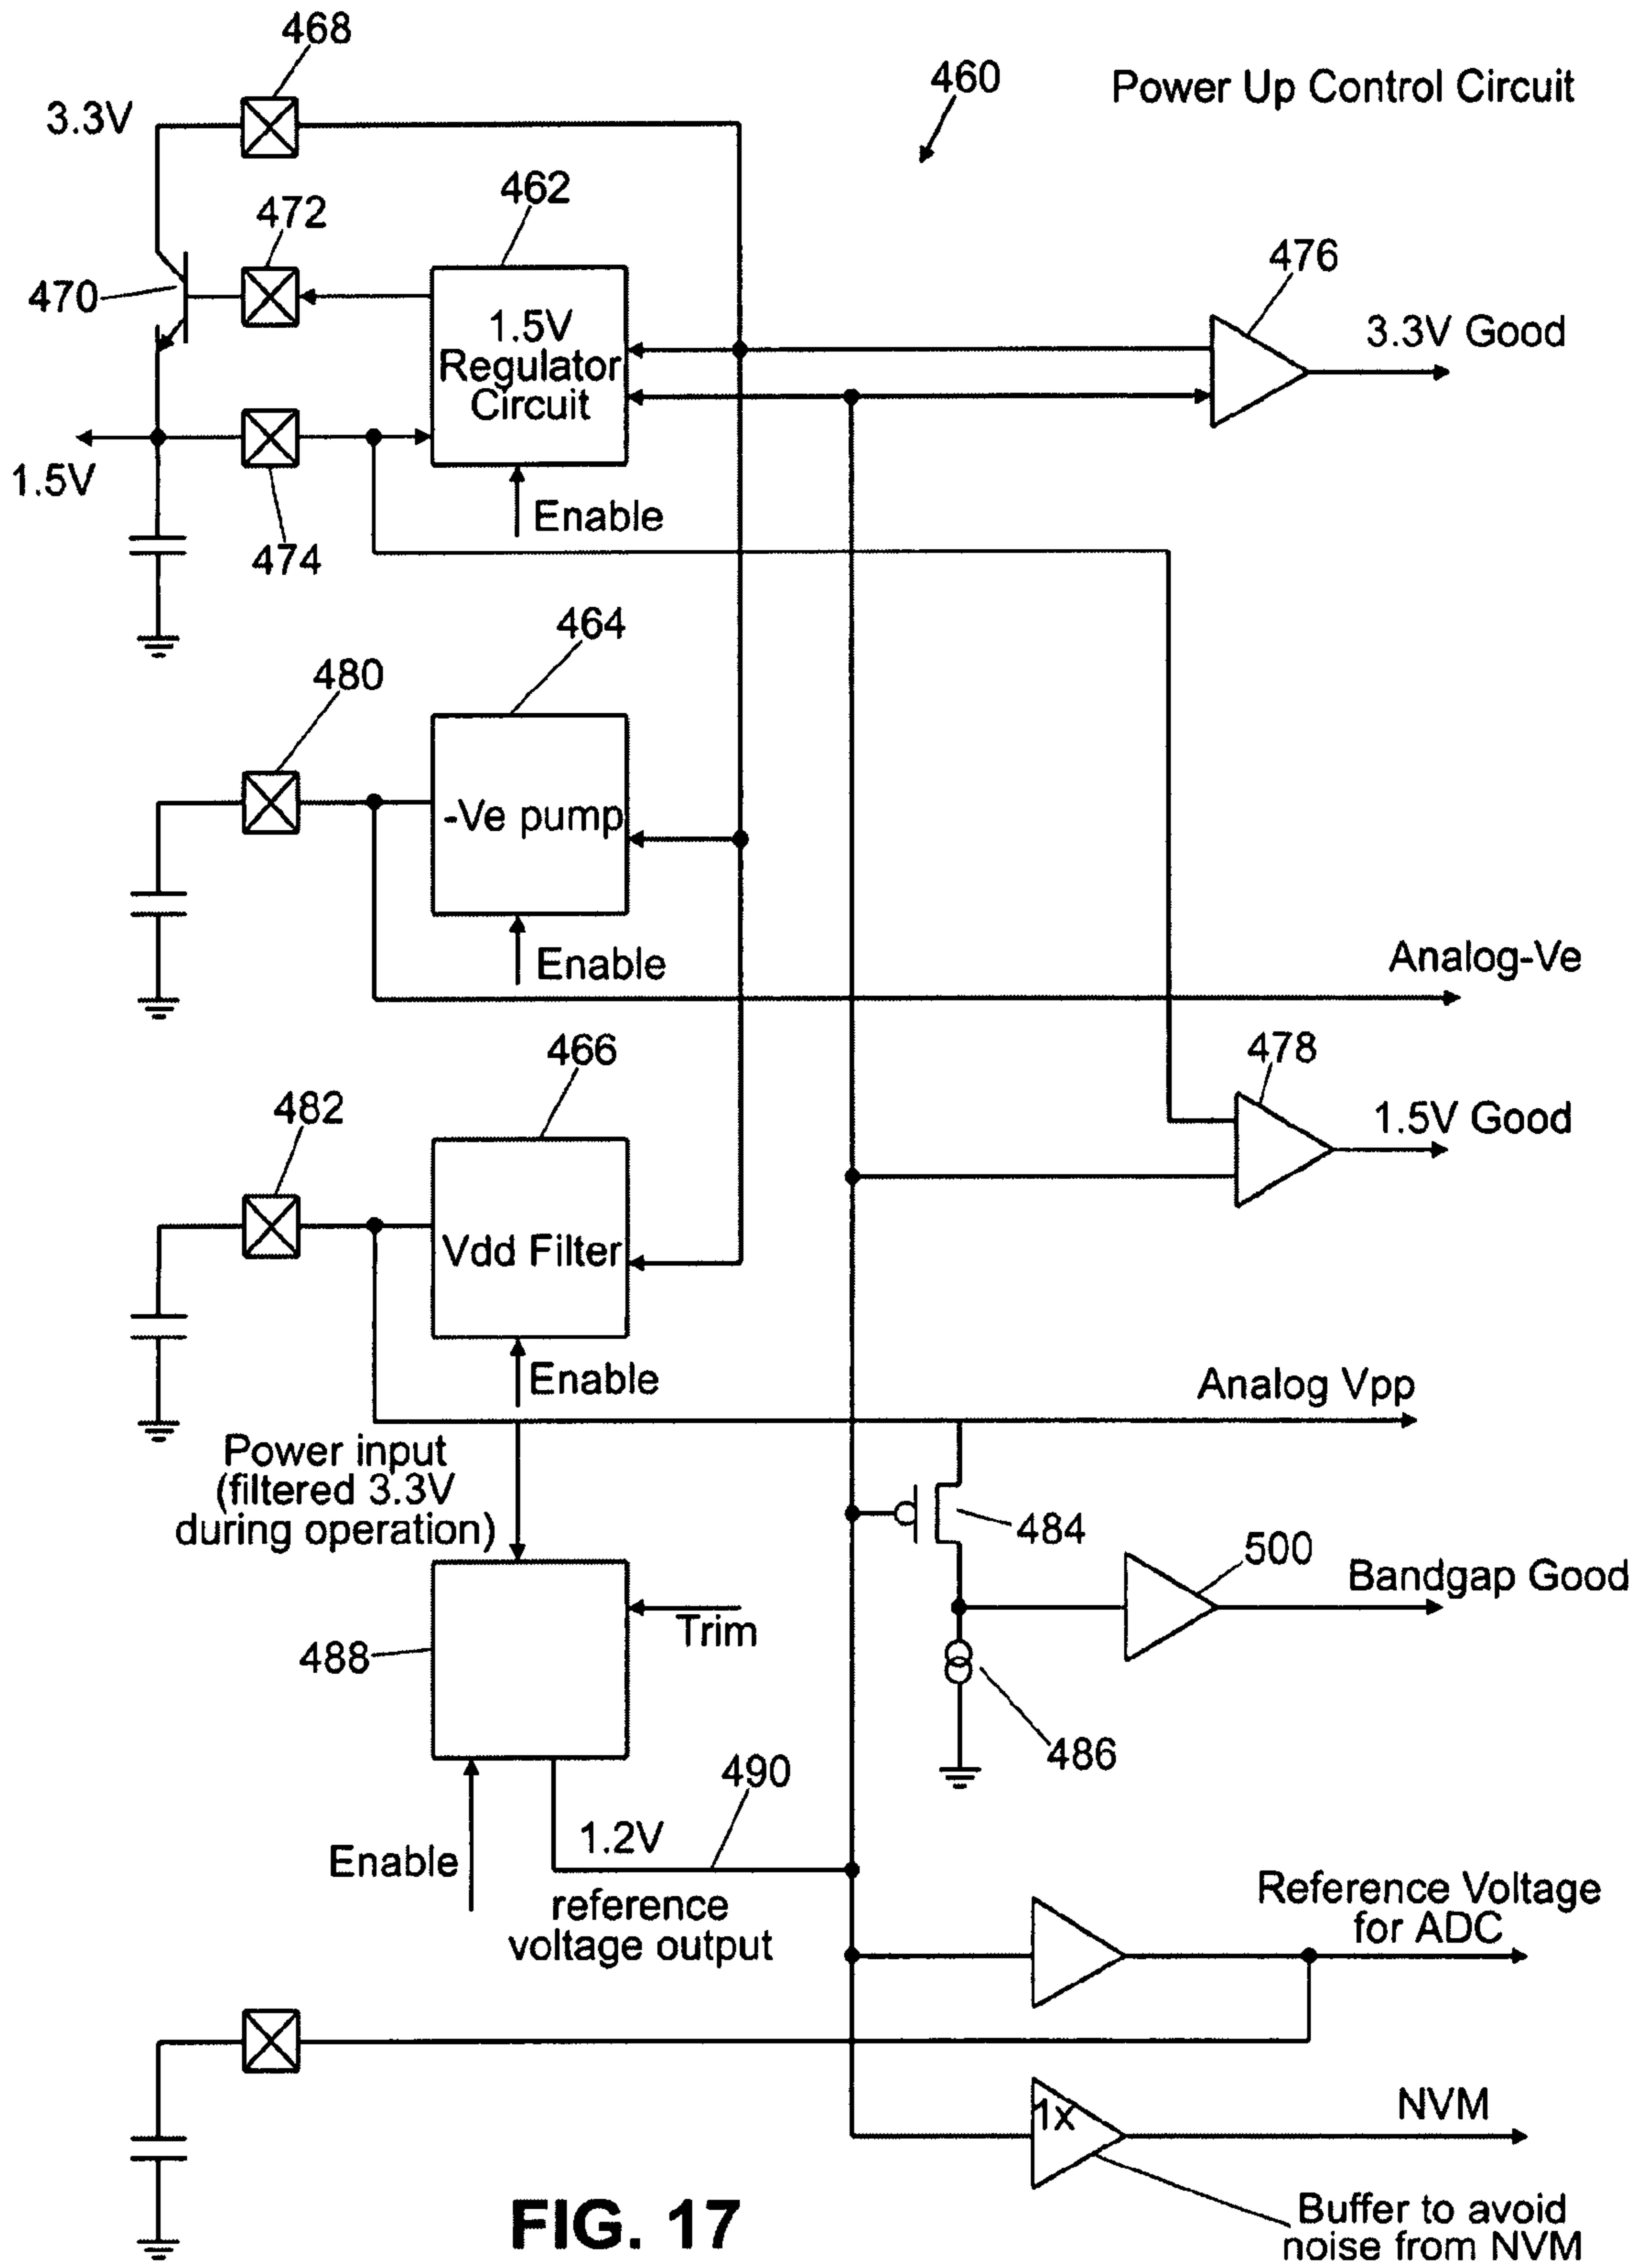 468
460
Power Up Control Circuit
3.3V
462
472
476
470
1.5V
Regulator
Circuit
3.3V Good
1.5V
Enable
474
464
480
-Ve pump
Enable
Analog-Ve
466
478
482
1.5V Good
Vdd Filter
Enable
Analog Vpp
Power input
(filtered 3.3V
during operation)
484
500
Bandgap Good
Trim
488
486
490
1.2V
Enable
reference
voltage output
Reference Voltage
for ADC
1x
NVM
Buffer to avoid
noise from NVM
FIG. 17